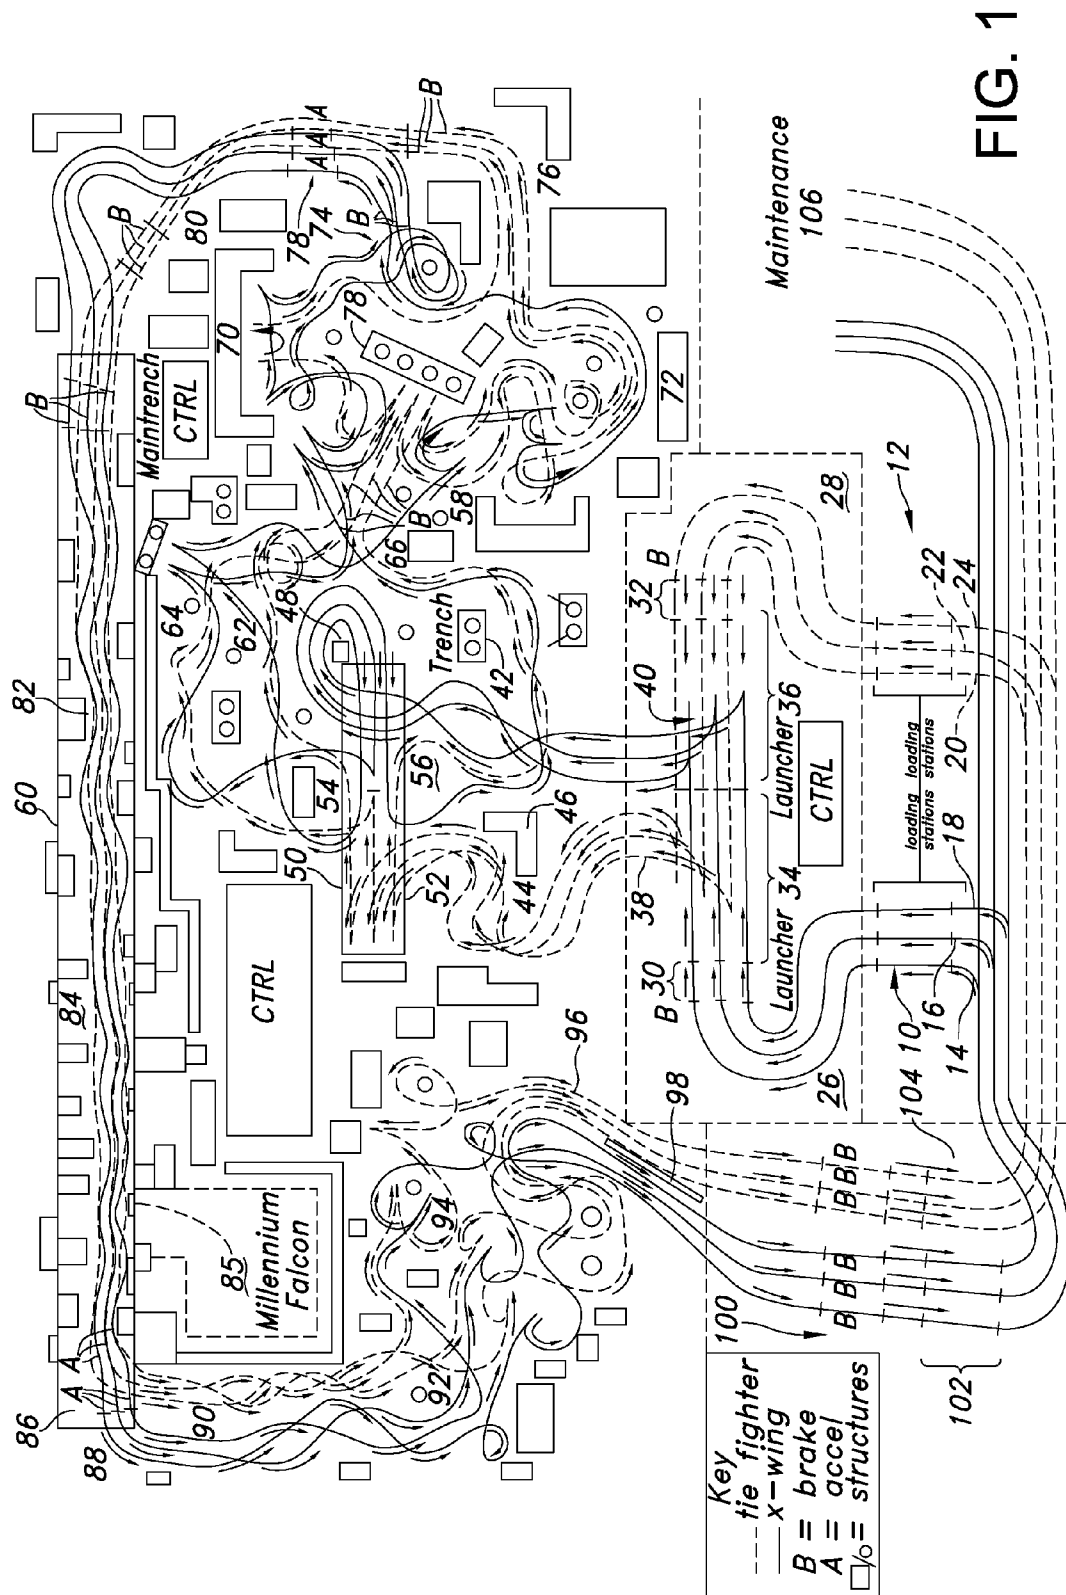 FIG. 1
86
88
A
A
90
84
60
82
B
Maintrench
CTRL
B
80
78
A
A
A
B
74
B
76
70
78
72
58
B
66
64
62
48
Trench
42
50
54
56
52
46
44
CTRL
85
Millennium
Falcon
92
94
96
98
38
40
B
30
B
32
Launcher 34
Launcher 36
CTRL
26
28
10
12
14
16
18
20
22
24
loading
stations
loading
stations
Maintenance
106
104
B
B
B
B
B
B
100
102
Key
tie fighter
x-wing
B = brake
A = accel
□/○ = structures